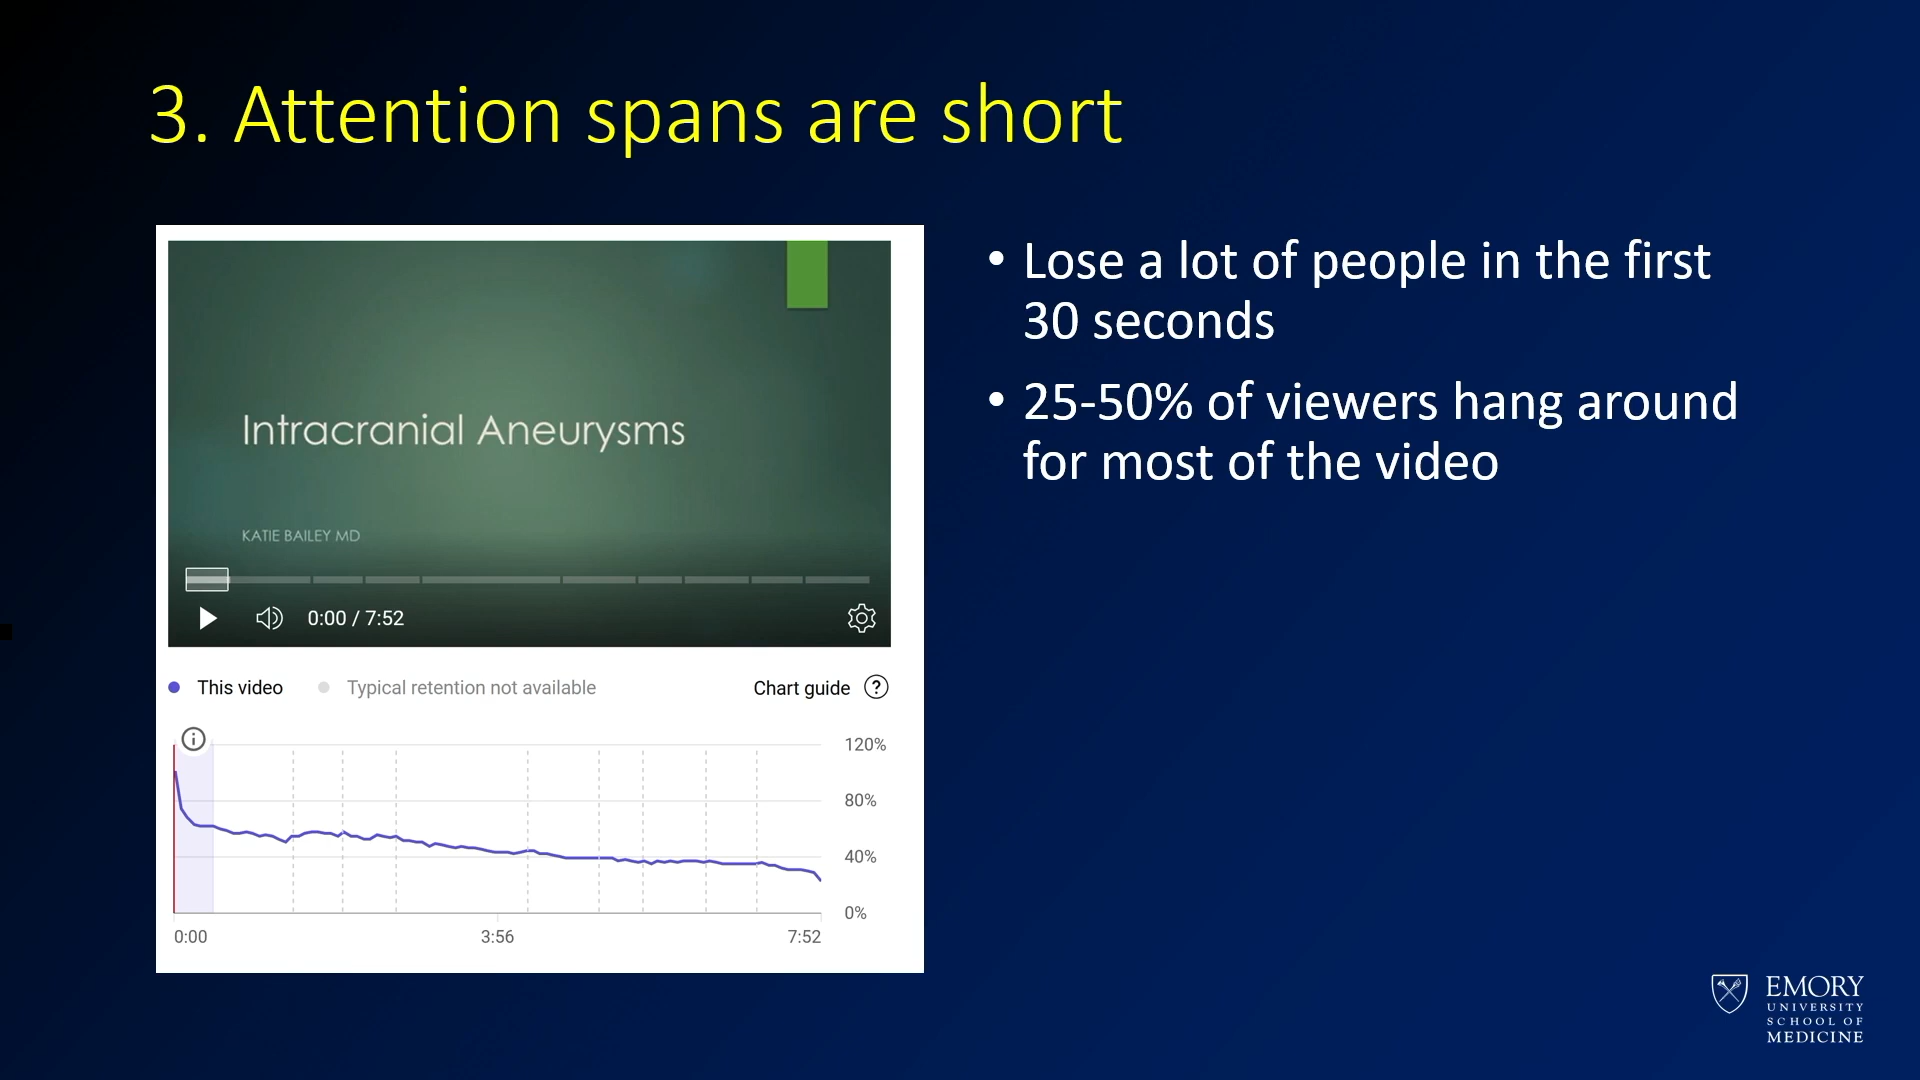 3. Attention spans are short
Intracranial Aneurysms
KATIE BAILEY MD
0:00 / 7:52
This video
Typical retention not available
Chart guide
?
i
120%
80%
40%
0%
0:00
3:56
7:52
• Lose a lot of people in the first
30 seconds
• 25-50% of viewers hang around
for most of the video
EMORY
UNIVERSITY
SCHOOL OF
MEDICINE